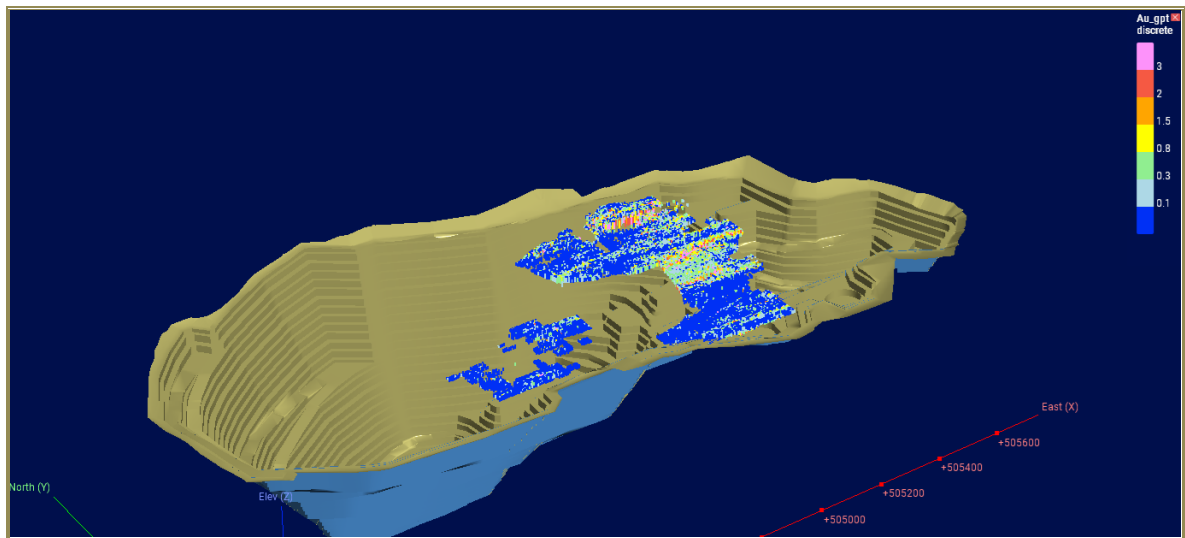 Au_gpt
discrete
3
2
1.5
0.8
0.3
0.1
East (X)
+505600
+505400
+505200
+505000
North (Y)
Elev (Z)